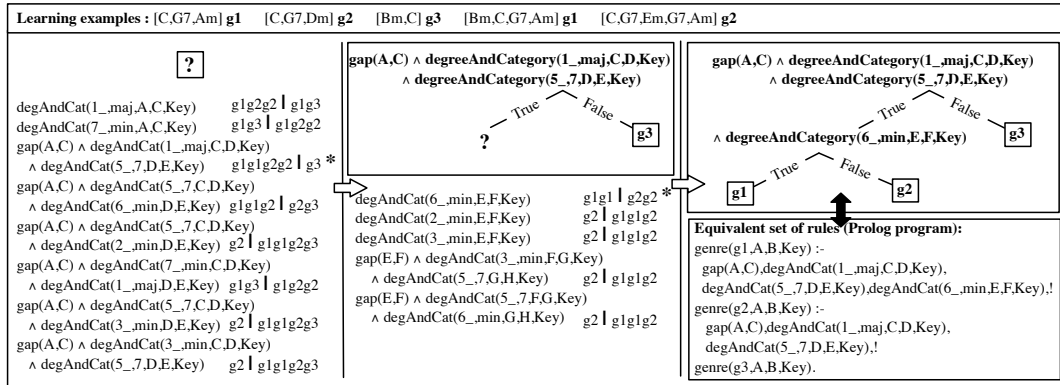 Learning examples : [C,G7,Am] g1 [C,G7,Dm] g2 [Bm,C] g3 [Bm,C,G7,Am] g1 [C,G7,Em,G7,Am] g2
?
degAndCat(1_,maj,A,C,Key) g1g2g2 | g1g3
degAndCat(7_,min,A,C,Key) g1g3 | g1g2g2
gap(A,C) ∧ degAndCat(1_,maj,C,D,Key)
∧ degAndCat(5_,7,D,E,Key) g1g1g2g2 | g3 *
gap(A,C) ∧ degAndCat(5_,7,C,D,Key)
∧ degAndCat(6_,min,D,E,Key) g1g1g2 | g2g3
gap(A,C) ∧ degAndCat(5_,7,C,D,Key)
∧ degAndCat(2_,min,D,E,Key) g2 | g1g1g2g3
gap(A,C) ∧ degAndCat(7_,min,C,D,Key)
∧ degAndCat(1_,maj,D,E,Key) g1g3 | g1g2g2
gap(A,C) ∧ degAndCat(5_,7,C,D,Key)
∧ degAndCat(3_,min,D,E,Key) g2 | g1g1g2g3
gap(A,C) ∧ degAndCat(3_,min,C,D,Key)
∧ degAndCat(5_,7,D,E,Key) g2 | g1g1g2g3
gap(A,C) ∧ degreeAndCategory(1_,maj,C,D,Key)
∧ degreeAndCategory(5_,7,D,E,Key)
True False
? g3
degAndCat(6_,min,E,F,Key) g1g1 | g2g2 *
degAndCat(2_,min,E,F,Key) g2 | g1g1g2
degAndCat(3_,min,E,F,Key) g2 | g1g1g2
gap(E,F) ∧ degAndCat(3_,min,F,G,Key)
∧ degAndCat(5_,7,G,H,Key) g2 | g1g1g2
gap(E,F) ∧ degAndCat(5_,7,F,G,Key)
∧ degAndCat(6_,min,G,H,Key) g2 | g1g1g2
gap(A,C) ∧ degreeAndCategory(1_,maj,C,D,Key)
∧ degreeAndCategory(5_,7,D,E,Key)
True False
∧ degreeAndCategory(6_,min,E,F,Key) g3
True False
g1 g2
Equivalent set of rules (Prolog program):
genre(g1,A,B,Key) :-
gap(A,C),degAndCat(1_,maj,C,D,Key),
degAndCat(5_,7,D,E,Key),degAndCat(6_,min,E,F,Key),!
genre(g2,A,B,Key) :-
gap(A,C),degAndCat(1_,maj,C,D,Key),
degAndCat(5_,7,D,E,Key),!
genre(g3,A,B,Key).